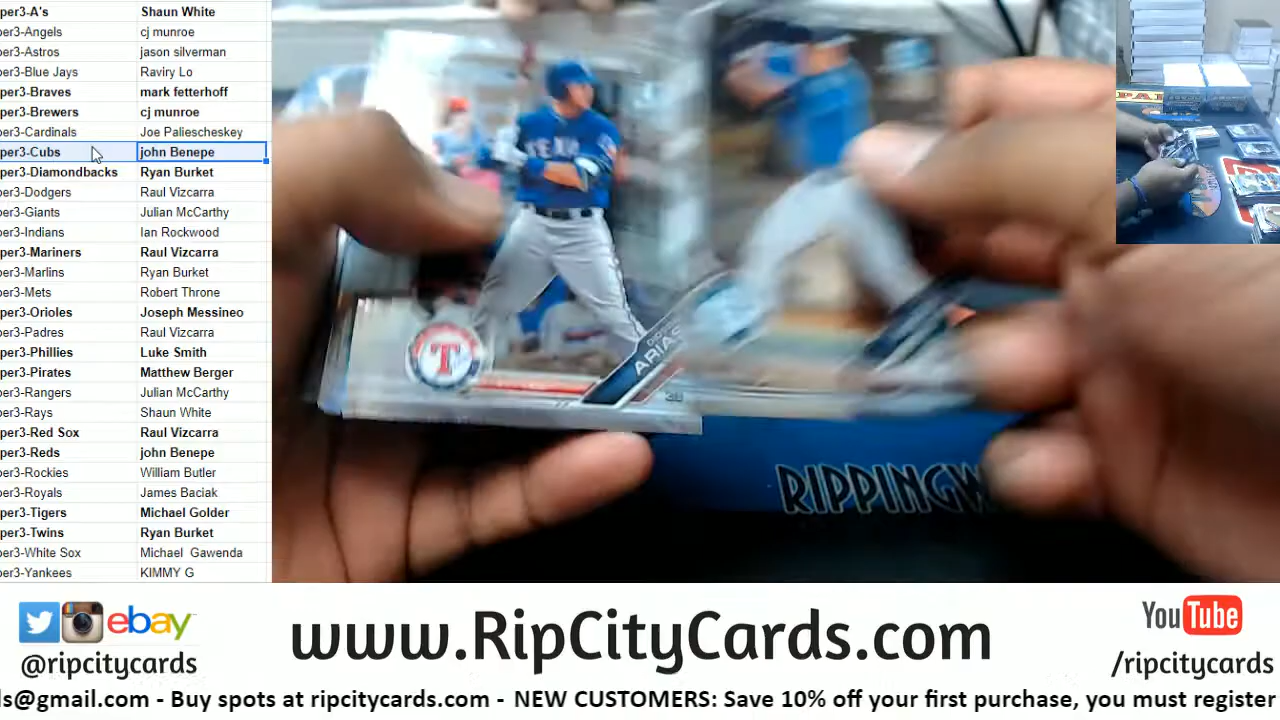 per3-A's Shaun White
per3-Angels cj munroe
per3-Astros jason silverman
per3-Blue Jays Raviry Lo
per3-Braves mark fetterhoff
per3-Brewers cj munroe
per3-Cardinals Joe Paliescheskey
per3-Cubs john Benepe
per3-Diamondbacks Ryan Burket
per3-Dodgers Raul Vizcarra
per3-Giants Julian McCarthy
per3-Indians Ian Rockwood
per3-Mariners Raul Vizcarra
per3-Marlins Ryan Burket
per3-Mets Robert Throne
per3-Orioles Joseph Messineo
per3-Padres Raul Vizcarra
per3-Phillies Luke Smith
per3-Pirates Matthew Berger
per3-Rangers Julian McCarthy
per3-Rays Shaun White
per3-Red Sox Raul Vizcarra
per3-Reds john Benepe
per3-Rockies William Butler
per3-Royals James Baciak
per3-Tigers Michael Golder
per3-Twins Ryan Burket
per3-White Sox Michael Gawenda
per3-Yankees KIMMY G
TEXAS
T
ARIAS
3B
RIPPINGW
ebay
@ripcitycards
www.RipCityCards.com
YouTube
/ripcitycards
ds@gmail.com - Buy spots at ripcitycards.com - NEW CUSTOMERS: Save 10% off your first purchase, you must register